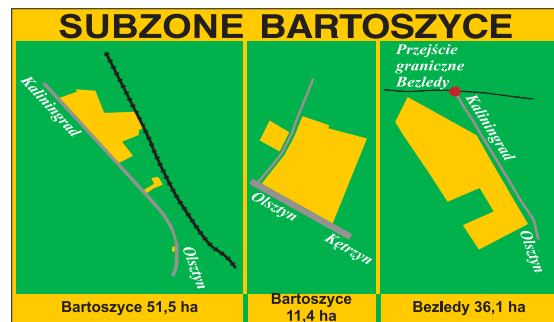 SUBZONE BARTOSZYCE
Kaliningrad
Olsztyn
Bartoszyce 51,5 ha
Olsztyn
Kętrzyn
Bartoszyce
11,4 ha
Przejście
graniczne
Bezledy
Kaliningrad
Olsztyn
Bezledy 36,1 ha